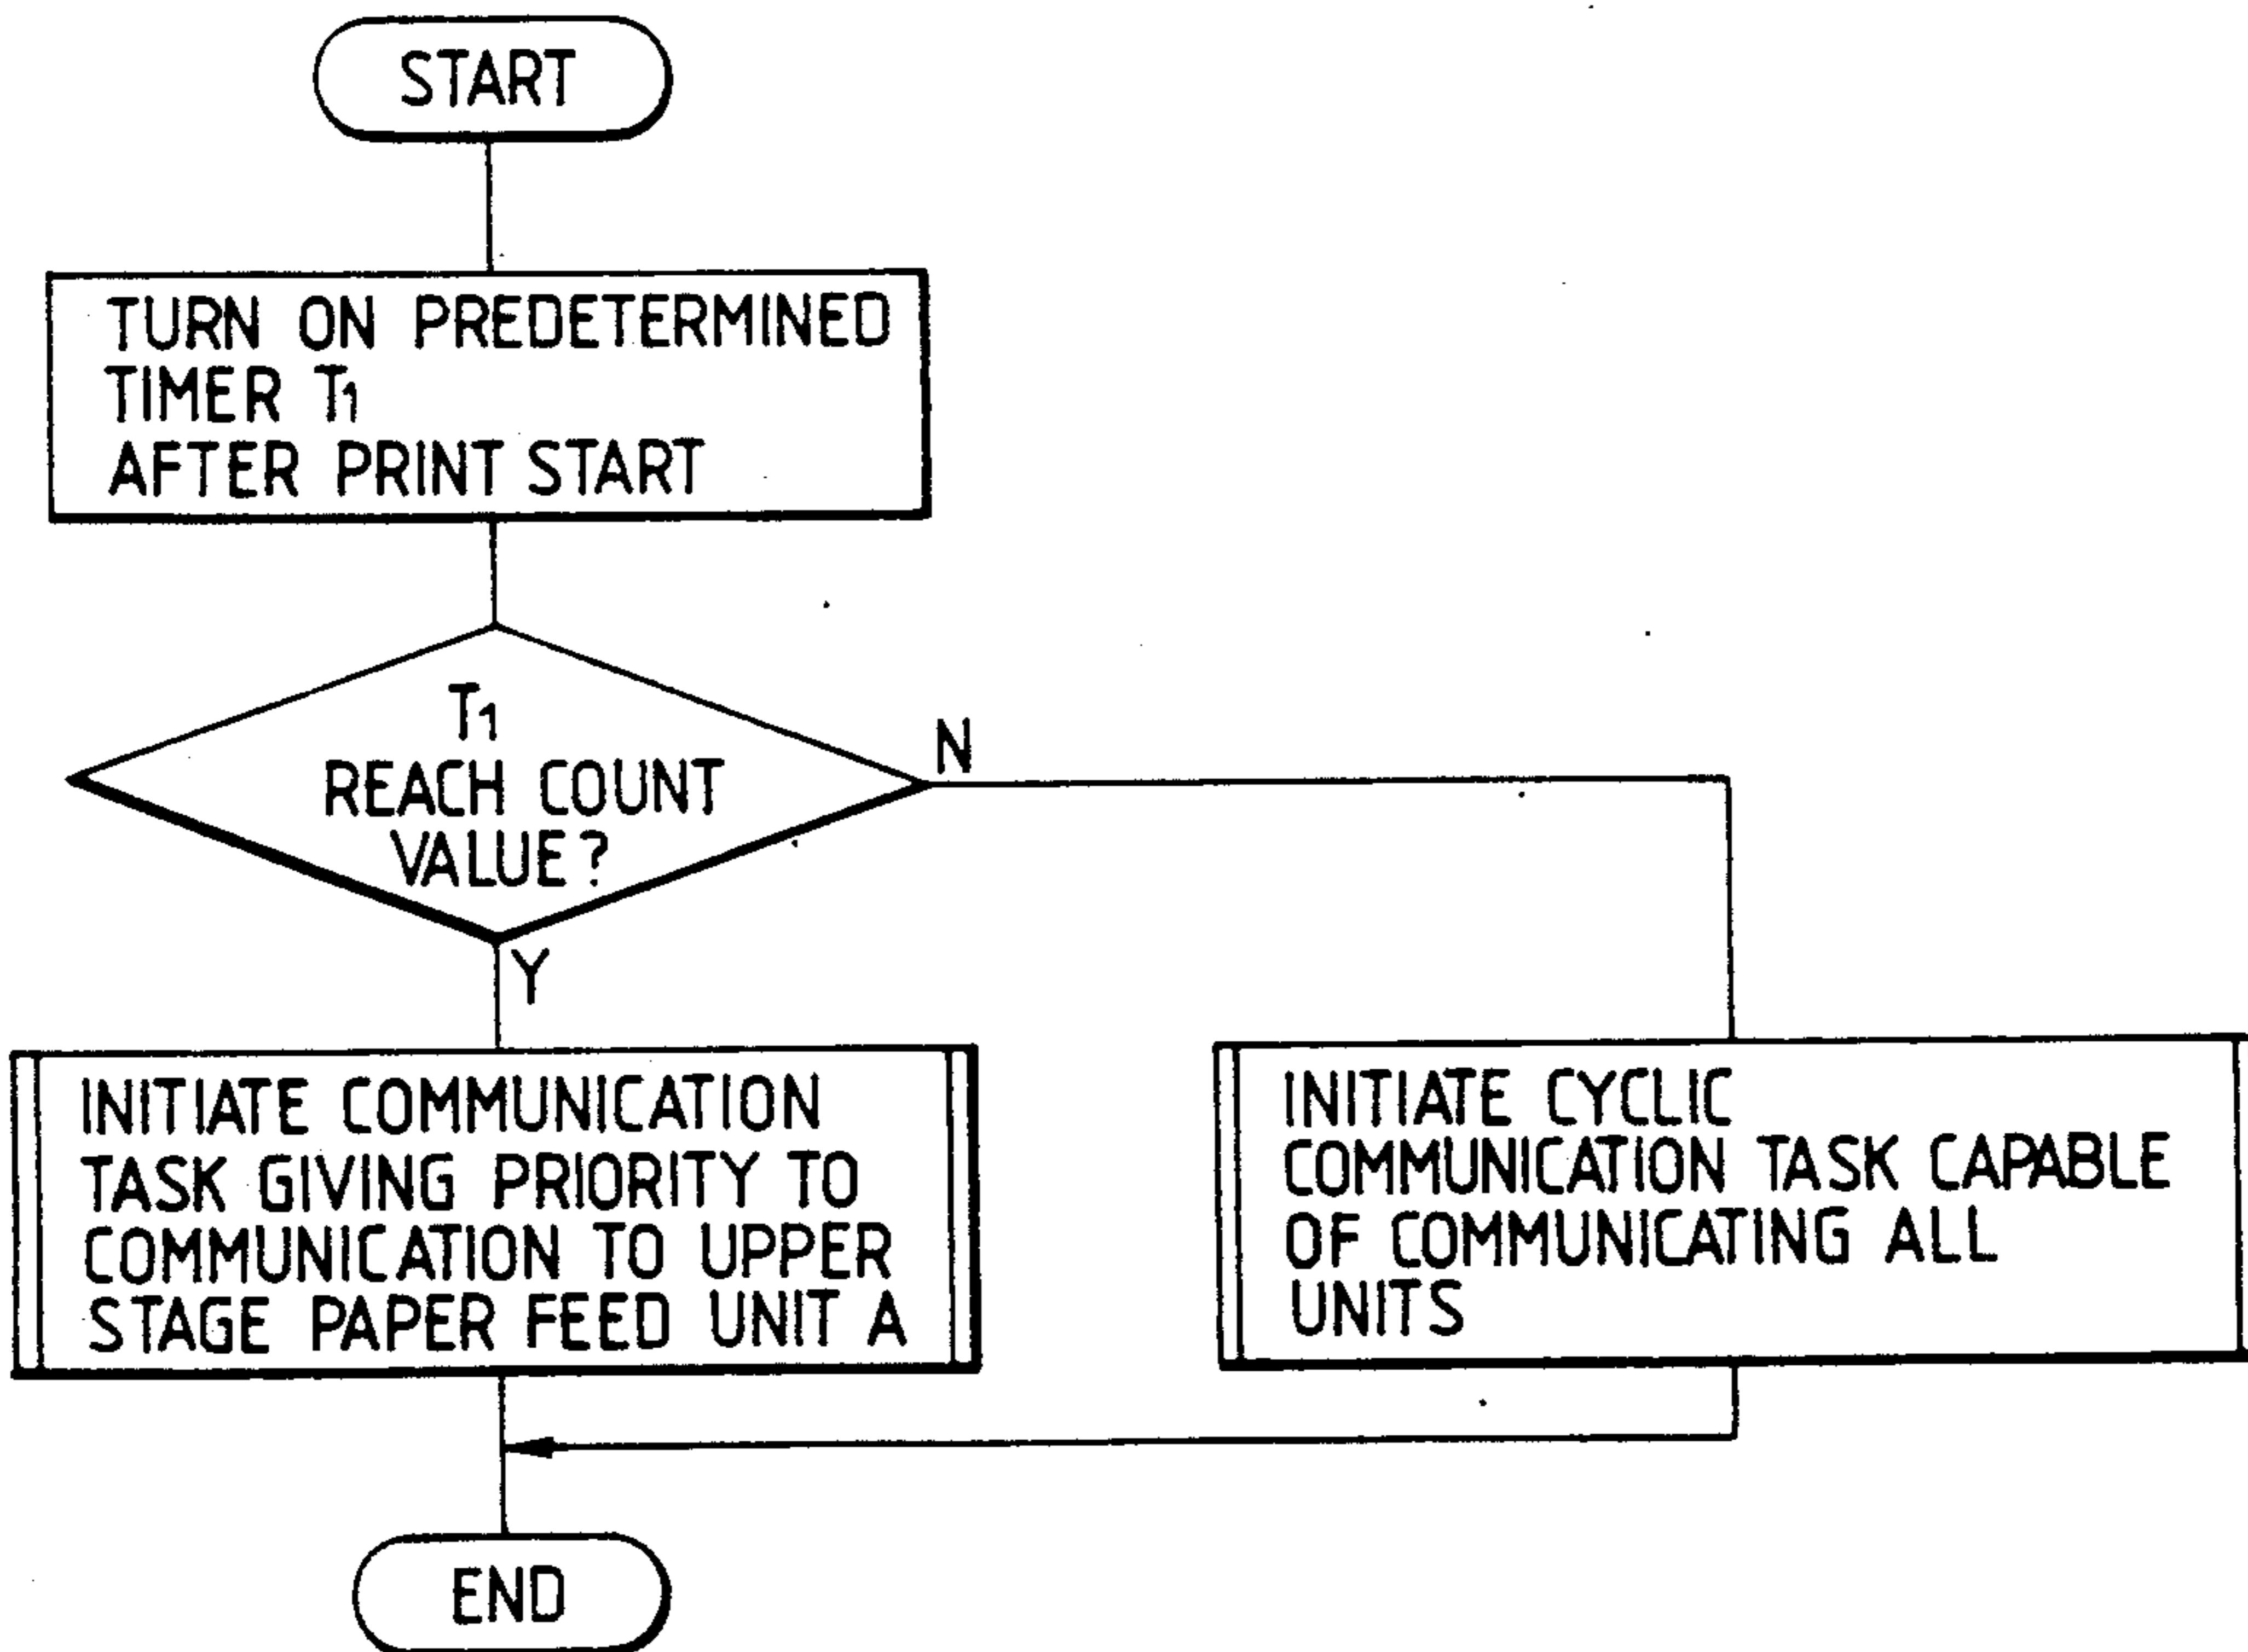 START
TURN ON PREDETERMINED
TIMER T1
AFTER PRINT START
T1
REACH COUNT
VALUE?
N
Y
INITIATE COMMUNICATION
TASK GIVING PRIORITY TO
COMMUNICATION TO UPPER
STAGE PAPER FEED UNIT A
INITIATE CYCLIC
COMMUNICATION TASK CAPABLE
OF COMMUNICATING ALL
UNITS
END